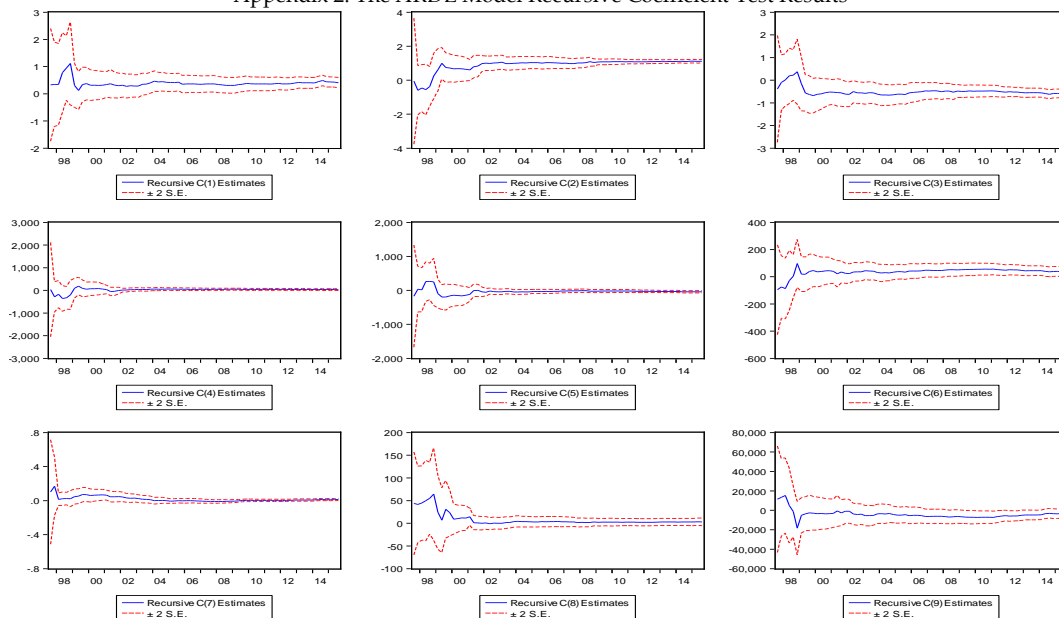 Appendix 2. The ARDL Model Recursive Coefficient Test Results
3
2
1
0
-1
-2
98 00 02 04 06 08 10 12 14
Recursive C(1) Estimates
± 2 S.E.
4
2
0
-2
-4
98 00 02 04 06 08 10 12 14
Recursive C(2) Estimates
± 2 S.E.
3
2
1
0
-1
-2
-3
98 00 02 04 06 08 10 12 14
Recursive C(3) Estimates
± 2 S.E.
3,000
2,000
1,000
0
-1,000
-2,000
-3,000
98 00 02 04 06 08 10 12 14
Recursive C(4) Estimates
± 2 S.E.
2,000
1,000
0
-1,000
-2,000
98 00 02 04 06 08 10 12 14
Recursive C(5) Estimates
± 2 S.E.
400
200
0
-200
-400
-600
98 00 02 04 06 08 10 12 14
Recursive C(6) Estimates
± 2 S.E.
.8
.4
.0
-.4
-.8
98 00 02 04 06 08 10 12 14
Recursive C(7) Estimates
± 2 S.E.
200
150
100
50
0
-50
-100
98 00 02 04 06 08 10 12 14
Recursive C(8) Estimates
± 2 S.E.
80,000
60,000
40,000
20,000
0
-20,000
-40,000
-60,000
98 00 02 04 06 08 10 12 14
Recursive C(9) Estimates
± 2 S.E.